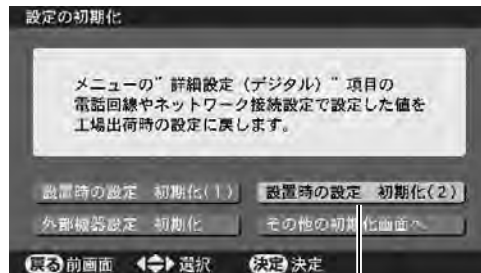 設定の初期化
メニューの"詳細設定（デジタル）"項目の
電話回線やネットワーク接続設定で設定した値を
工場出荷時の設定に戻します。
設置時の設定　初期化(1)　設置時の設定　初期化(2)
外部機器設定　初期化　その他の初期化画面へ
戻る 前画面　選択　決定 決定